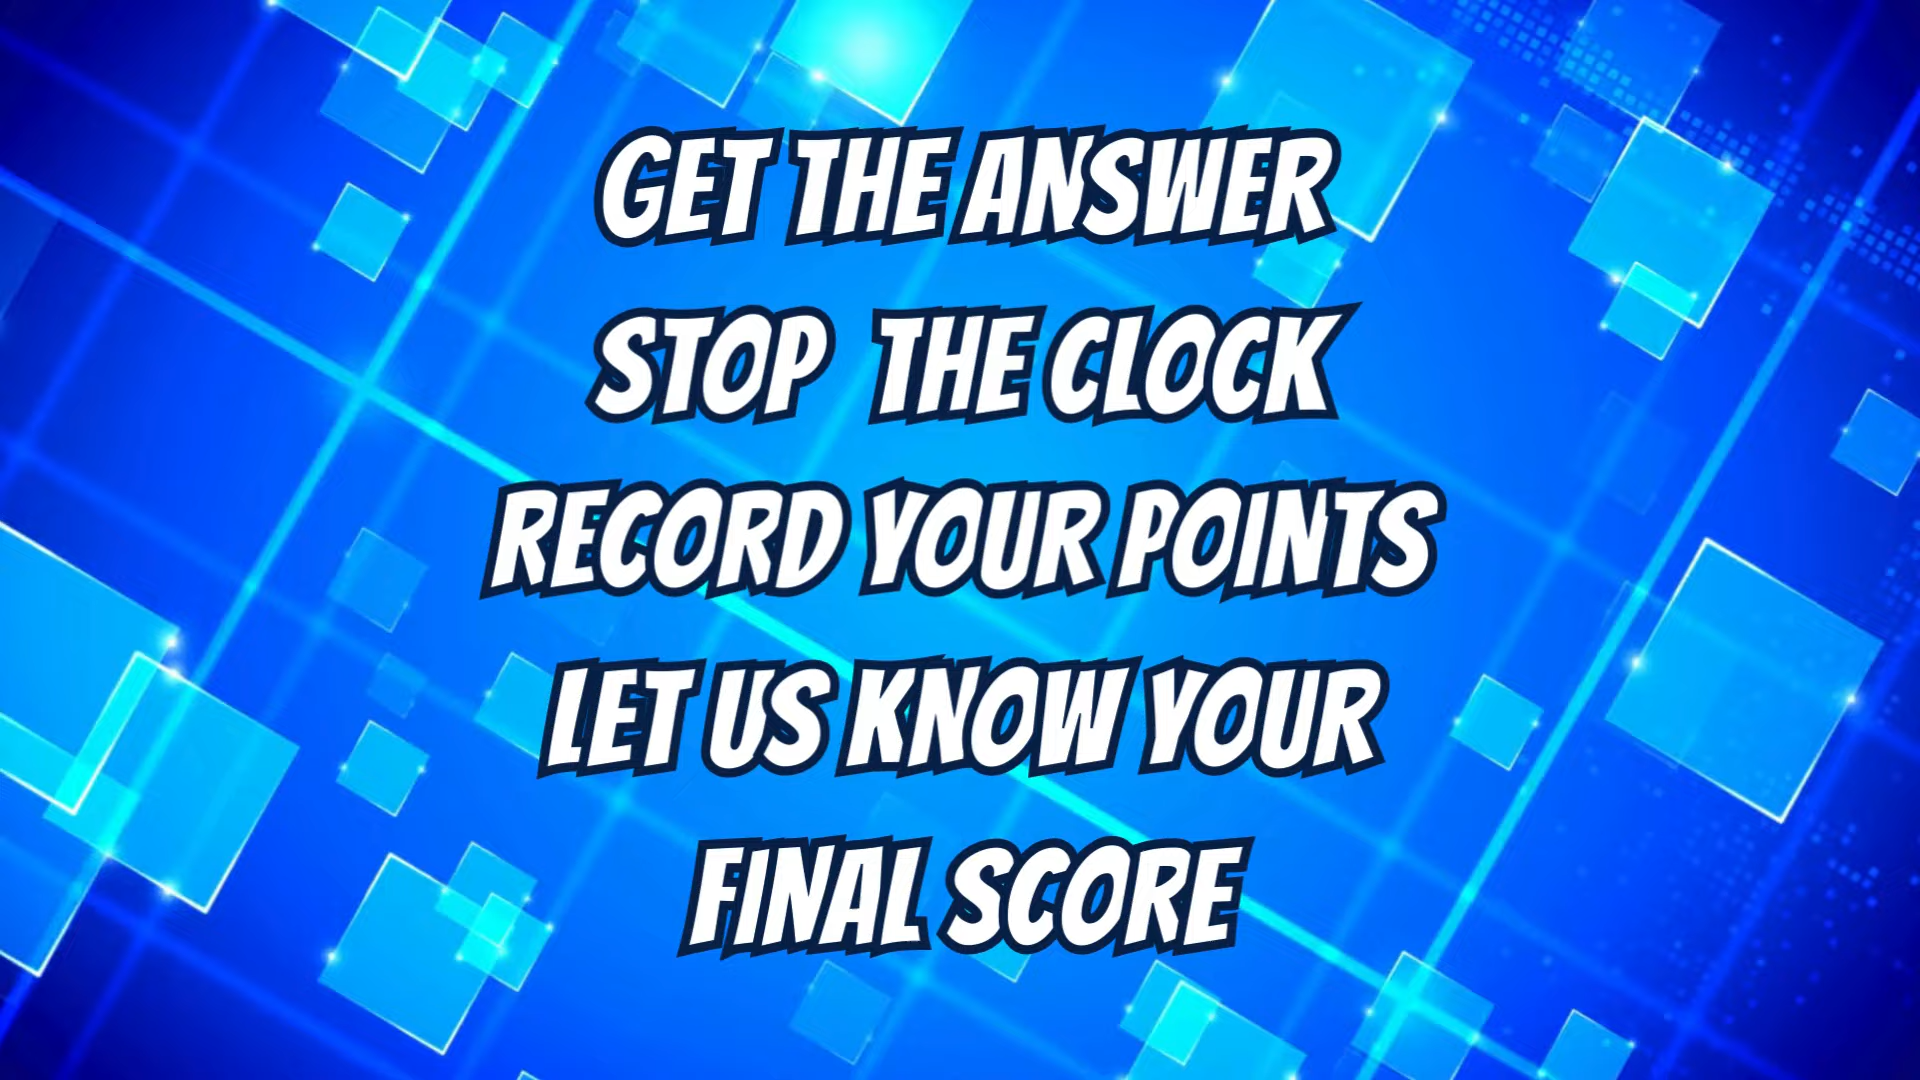 GET THE ANSWER
STOP THE CLOCK
RECORD YOUR POINTS
LET US KNOW YOUR
FINAL SCORE